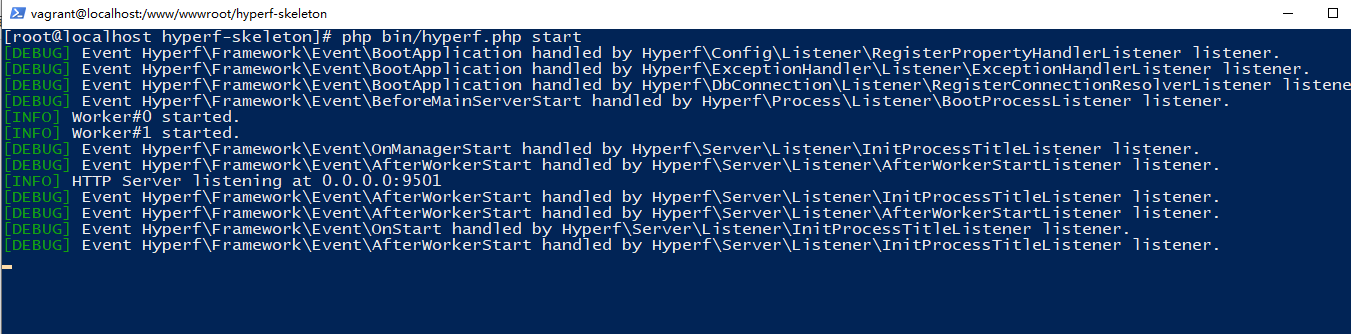 vagrant@localhost:/www/wwwroot/hyperf-skeleton
[root@localhost hyperf-skeleton]# php bin/hyperf.php start
[DEBUG] Event Hyperf\Framework\Event\BootApplication handled by Hyperf\Config\Listener\RegisterPropertyHandlerListener listener.
[DEBUG] Event Hyperf\Framework\Event\BootApplication handled by Hyperf\ExceptionHandler\Listener\ExceptionHandlerListener listener.
[DEBUG] Event Hyperf\Framework\Event\BootApplication handled by Hyperf\DbConnection\Listener\RegisterConnectionResolverListener listene
[DEBUG] Event Hyperf\Framework\Event\BeforeMainServerStart handled by Hyperf\Process\Listener\BootProcessListener listener.
[INFO] Worker#0 started.
[INFO] Worker#1 started.
[DEBUG] Event Hyperf\Framework\Event\OnManagerStart handled by Hyperf\Server\Listener\InitProcessTitleListener listener.
[DEBUG] Event Hyperf\Framework\Event\AfterWorkerStart handled by Hyperf\Server\Listener\AfterWorkerStartListener listener.
[INFO] HTTP Server listening at 0.0.0.0:9501
[DEBUG] Event Hyperf\Framework\Event\AfterWorkerStart handled by Hyperf\Server\Listener\InitProcessTitleListener listener.
[DEBUG] Event Hyperf\Framework\Event\AfterWorkerStart handled by Hyperf\Server\Listener\AfterWorkerStartListener listener.
[DEBUG] Event Hyperf\Framework\Event\OnStart handled by Hyperf\Server\Listener\InitProcessTitleListener listener.
[DEBUG] Event Hyperf\Framework\Event\AfterWorkerStart handled by Hyperf\Server\Listener\InitProcessTitleListener listener.